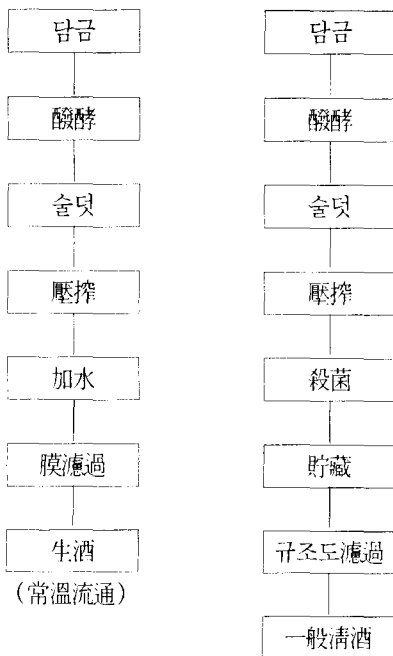 담금
醱酵
술덧
壓搾
加水
膜濾過
生酒
(常溫流通)
담금
醱酵
술덧
壓搾
殺菌
貯藏
규조도濾過
一般淸酒